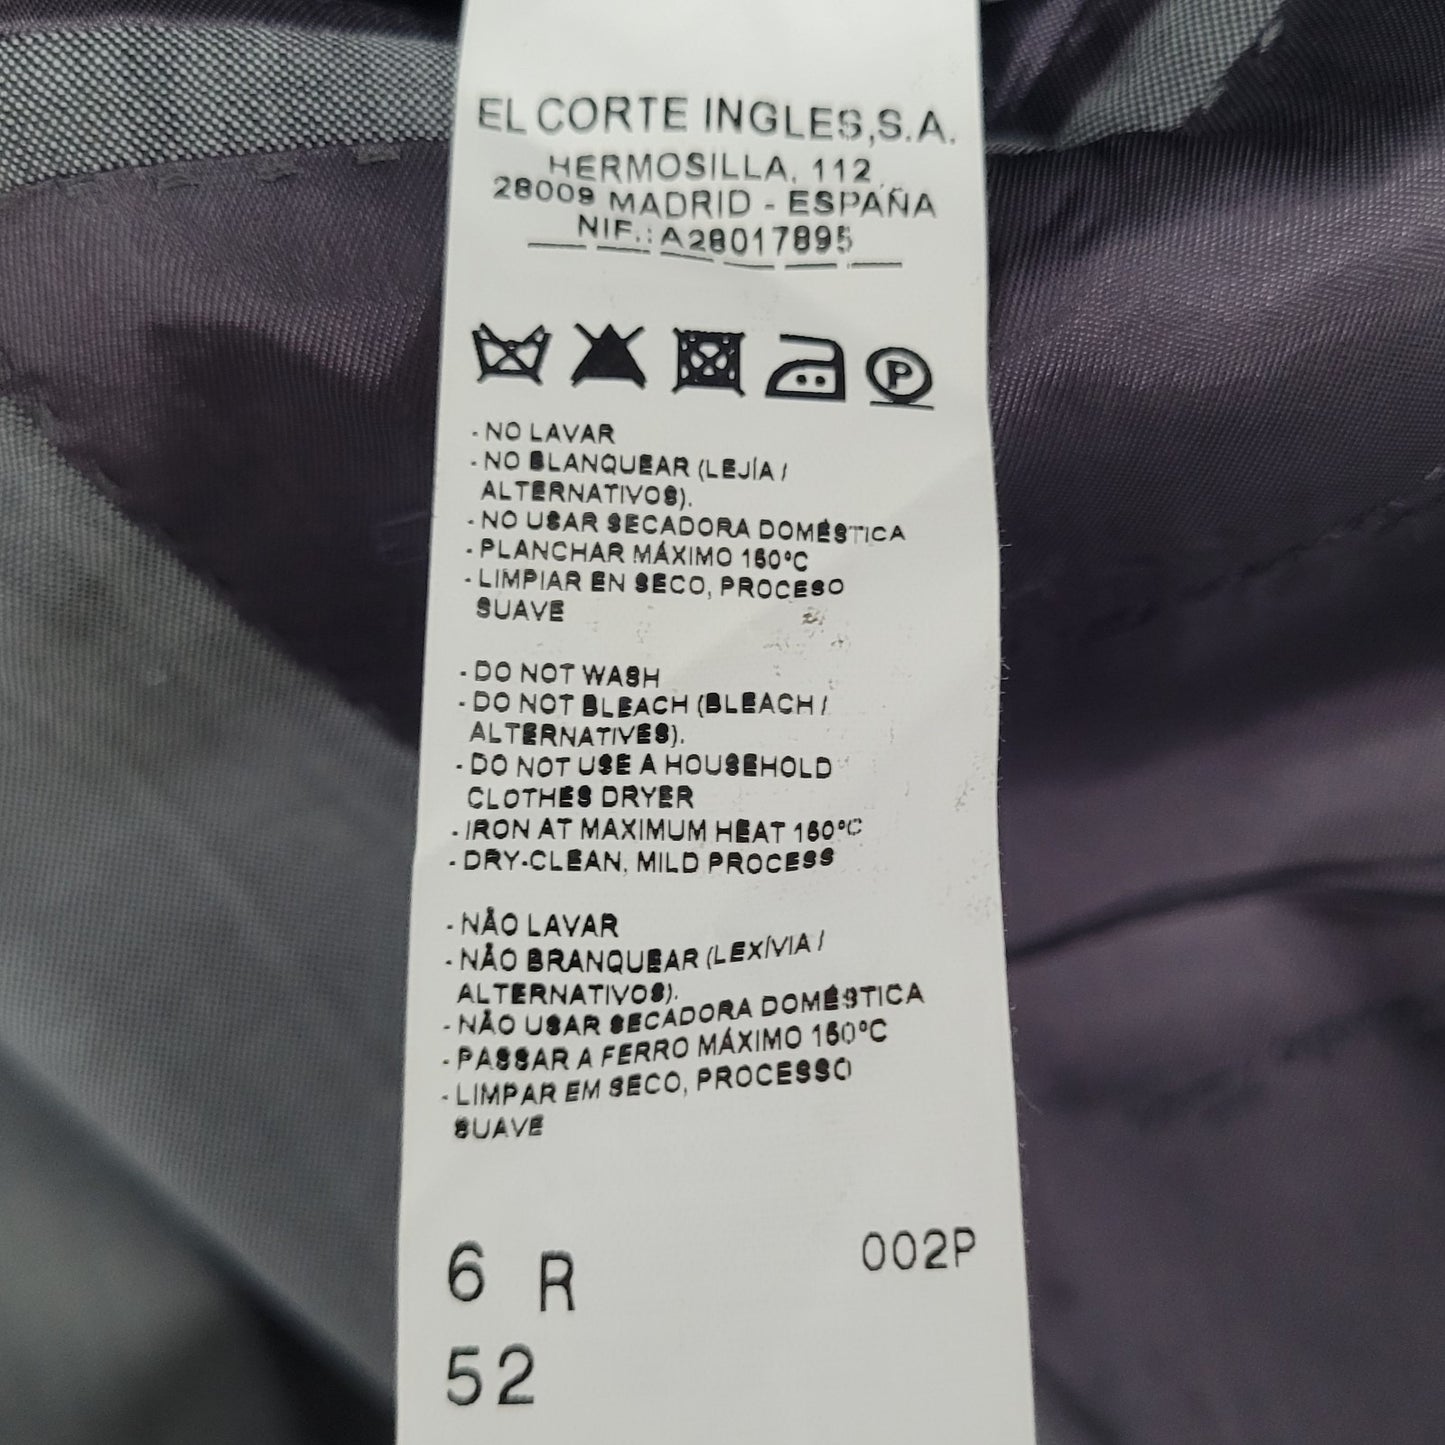 EL CORTE INGLES,S.A.
HERMOSILLA, 112
28009 MADRID - ESPAÑA
NIF.: A28017895
P
- NO LAVAR
- NO BLANQUEAR (LEJÍA /
ALTERNATIVOS).
- NO USAR SECADORA DOMÉSTICA
- PLANCHAR MÁXIMO 150°C
- LIMPIAR EN SECO, PROCESO
SUAVE
- DO NOT WASH
- DO NOT BLEACH (BLEACH /
ALTERNATIVES).
- DO NOT USE A HOUSEHOLD
CLOTHES DRYER
- IRON AT MAXIMUM HEAT 150°C
- DRY-CLEAN, MILD PROCESS
- NÃO LAVAR
- NÃO BRANQUEAR (LEXÍVIA /
ALTERNATIVOS).
- NÃO USAR SECADORA DOMÉSTICA
- PASSAR A FERRO MÁXIMO 150°C
- LIMPAR EM SECO, PROCESSO
SUAVE
6 R 002P
52